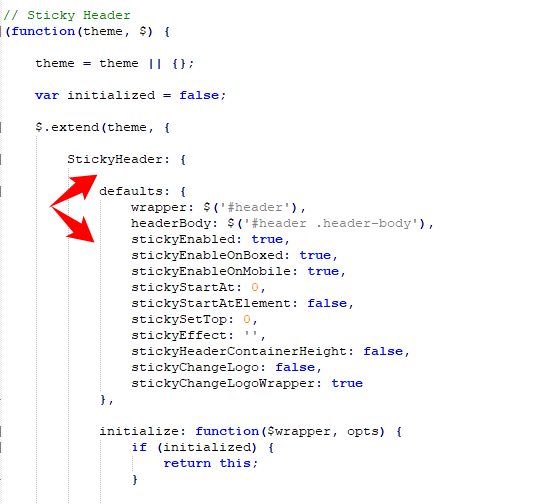 // Sticky Header
(function(theme, $) {
theme = theme || {};
var initialized = false;
$.extend(theme, {
StickyHeader: {
defaults: {
wrapper: $('#header'),
headerBody: $('#header .header-body'),
stickyEnabled: true,
stickyEnableOnBoxed: true,
stickyEnableOnMobile: true,
stickyStartAt: 0,
stickyStartAtElement: false,
stickySetTop: 0,
stickyEffect: '',
stickyHeaderContainerHeight: false,
stickyChangeLogo: false,
stickyChangeLogoWrapper: true
},
initialize: function($wrapper, opts) {
if (initialized) {
return this;
}